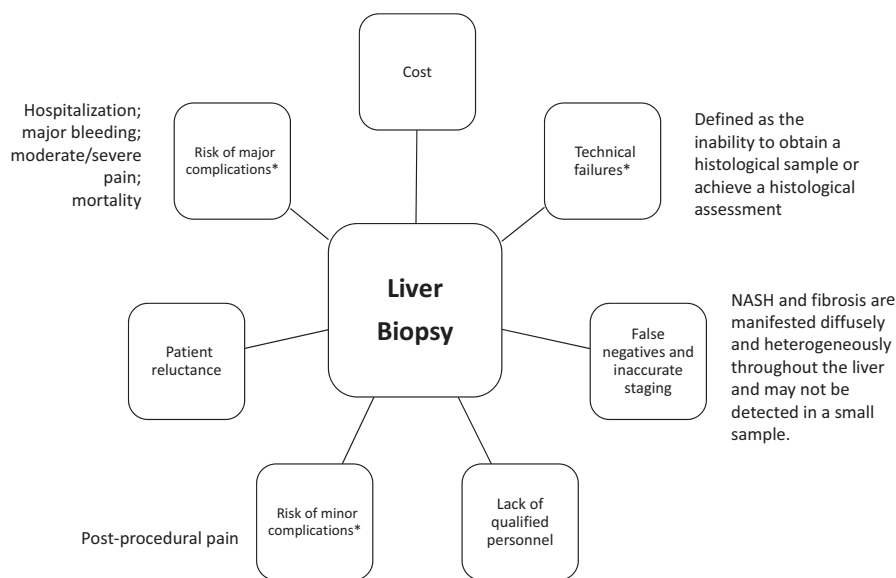 Cost
Hospitalization;
major bleeding;
moderate/severe
pain;
mortality
Risk of major
complications*
Technical
failures*
Defined as the
inability to obtain a
histological sample or
achieve a histological
assessment
Liver
Biopsy
Patient
reluctance
False
negatives and
inaccurate
staging
NASH and fibrosis are
manifested diffusely
and heterogeneously
throughout the liver
and may not be
detected in a small
sample.
Post-procedural pain
Risk of minor
complications*
Lack of
qualified
personnel